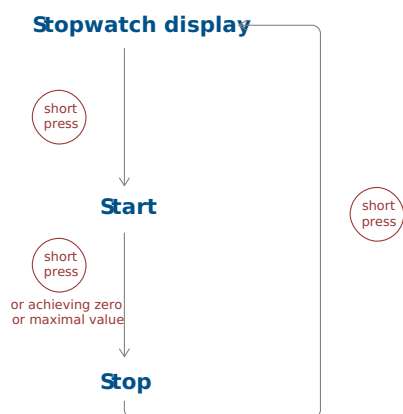 Stopwatch display
short
press
Start
short
press
short
press
or achieving zero
or maximal value
Stop